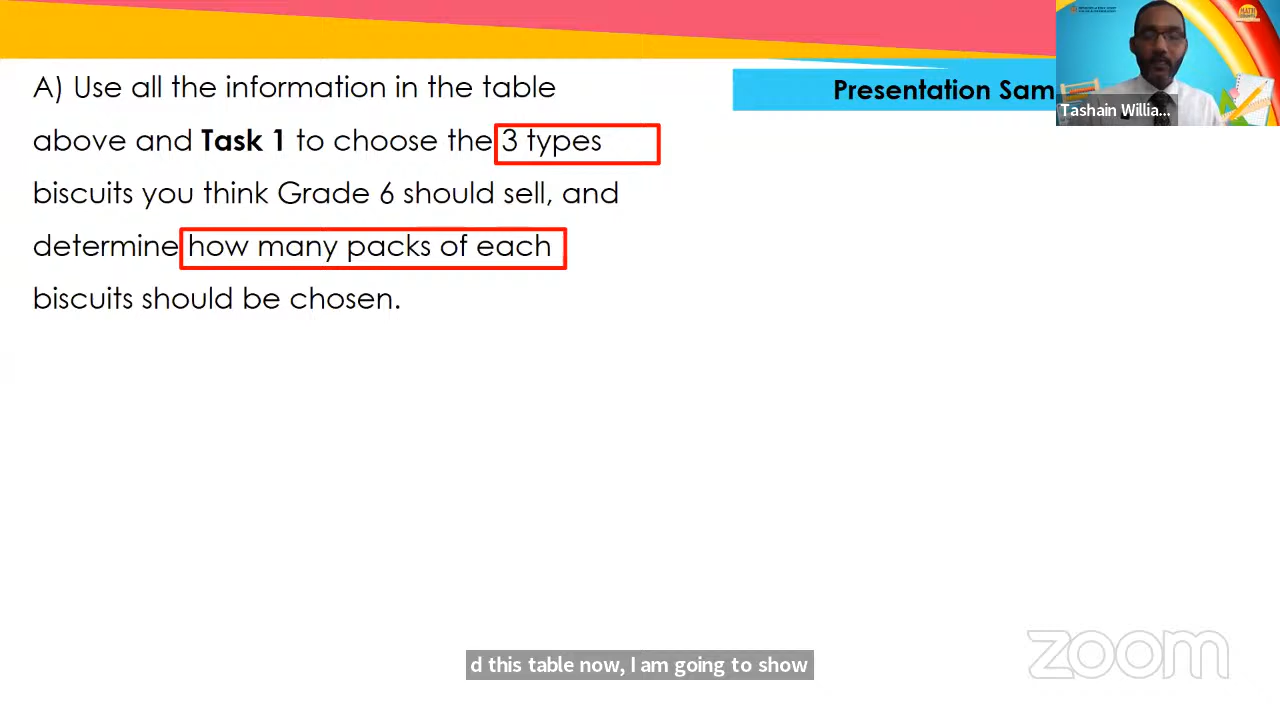 A) Use all the information in the table
above and Task 1 to choose the 3 types
biscuits you think Grade 6 should sell, and
determine how many packs of each
biscuits should be chosen.
Presentation Sam
Tashain Willia...
d this table now, I am going to show
zoom